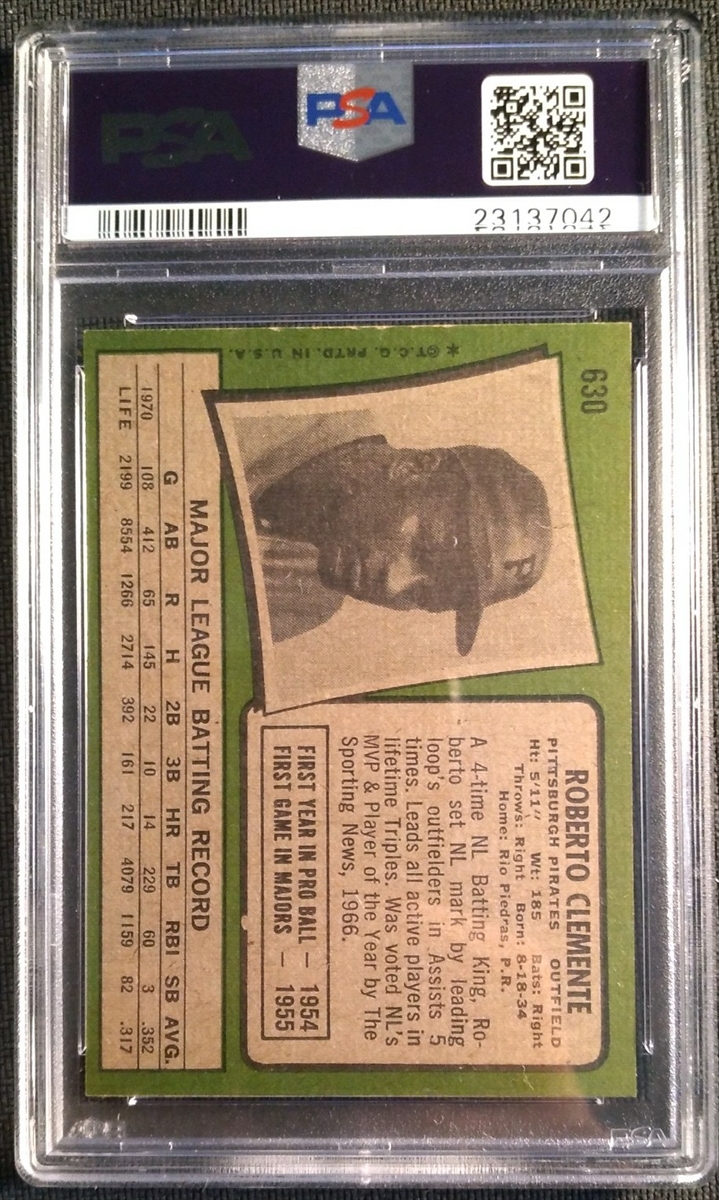 PSA
PSA
23137042
630
*©T.C.G. PRTD. IN U.S.A.
P
ROBERTO CLEMENTE
PITTSBURGH PIRATES OUTFIELD
Ht: 5'11" Wt: 185 Bats: Right
Throws: Right Born: 8-18-34
Home: Rio Piedras, P.R.
A 4-time NL Batting King, Ro-
berto set NL mark by leading
loop's outfielders in Assists 5
times. Leads all active players in
lifetime Triples. Was voted NL's
MVP & Player of the Year by The
Sporting News, 1966.
FIRST YEAR IN PRO BALL — 1954
FIRST GAME IN MAJORS — 1955
MAJOR LEAGUE BATTING RECORD
G AB R H 2B 3B HR TB RBI SB AVG.
1970 108 412 65 145 22 10 14 229 60 3 .352
LIFE 2199 8554 1266 2714 392 161 217 4079 1159 82 .317
PSA